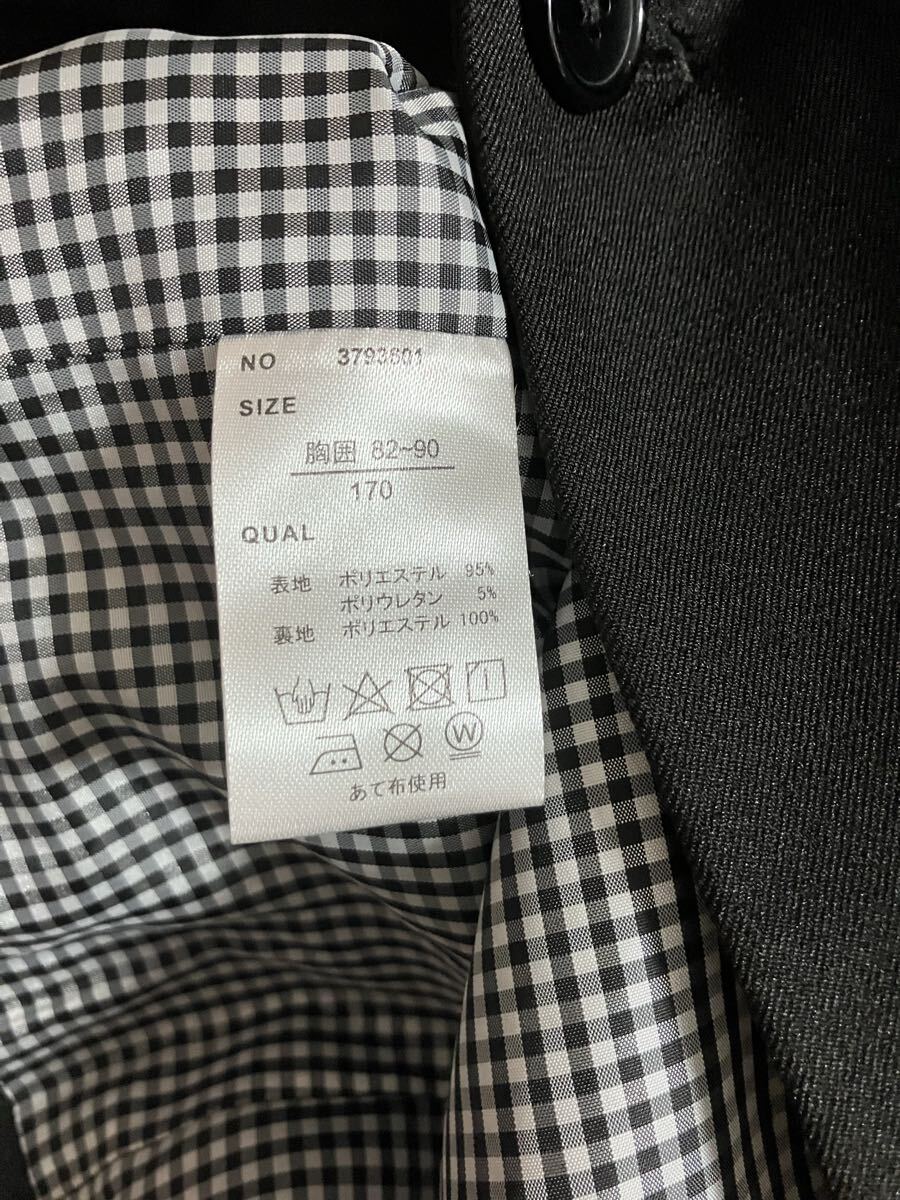 NO 3793601
SIZE
胸囲 82~90
170
QUAL
表地 ポリエステル 95%
ポリウレタン 5%
裏地 ポリエステル 100%
W
あて布使用